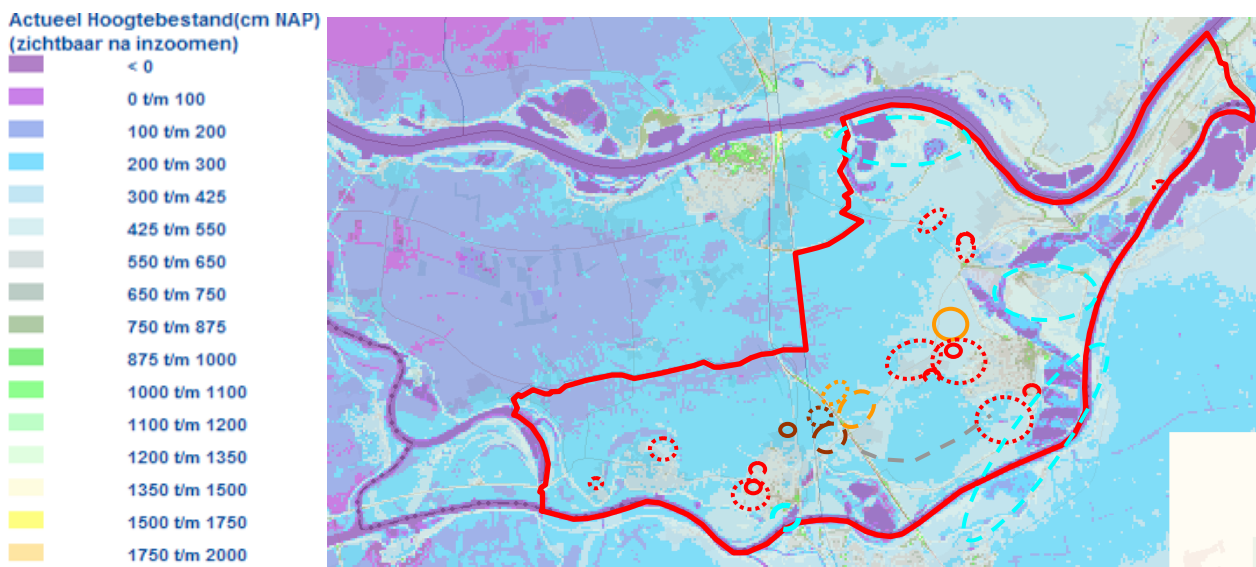 Actueel Hoogtebestand(cm NAP)
(zichtbaar na inzoomen)
< 0
0 t/m 100
100 t/m 200
200 t/m 300
300 t/m 425
425 t/m 550
550 t/m 650
650 t/m 750
750 t/m 875
875 t/m 1000
1000 t/m 1100
1100 t/m 1200
1200 t/m 1350
1350 t/m 1500
1500 t/m 1750
1750 t/m 2000